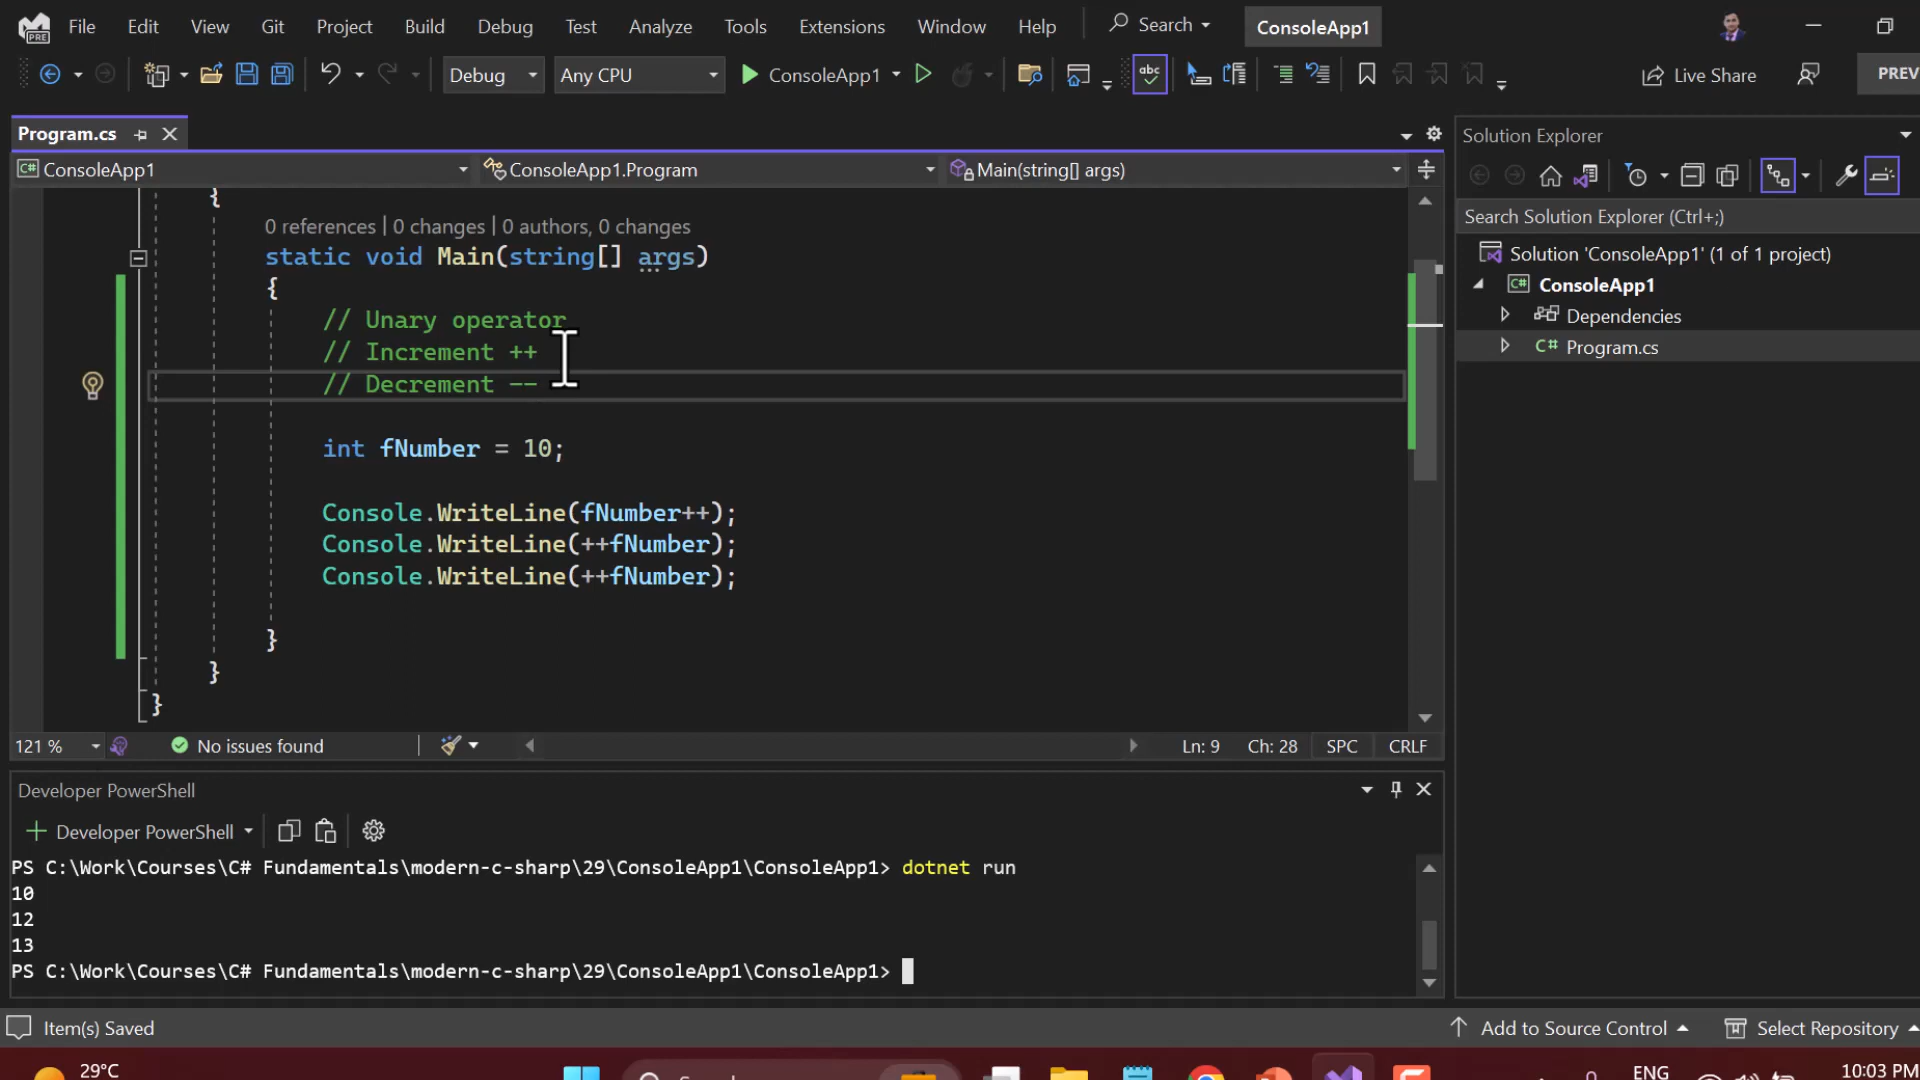 PRE
File Edit View Git Project Build Debug Test Analyze Tools Extensions Window Help Search ConsoleApp1
Debug Any CPU ConsoleApp1 abc Live Share PREV
Program.cs
C# ConsoleApp1 ConsoleApp1.Program Main(string[] args)
{
0 references | 0 changes | 0 authors, 0 changes
static void Main(string[] args)
{
// Unary operator
// Increment ++
// Decrement --
int fNumber = 10;
Console.WriteLine(fNumber++);
Console.WriteLine(++fNumber);
Console.WriteLine(++fNumber);
}
}
}
121 % No issues found Ln: 9 Ch: 28 SPC CRLF
Developer PowerShell
Developer PowerShell
PS C:\Work\Courses\C# Fundamentals\modern-c-sharp\29\ConsoleApp1\ConsoleApp1> dotnet run
10
12
13
PS C:\Work\Courses\C# Fundamentals\modern-c-sharp\29\ConsoleApp1\ConsoleApp1>
Solution Explorer
Search Solution Explorer (Ctrl+;)
Solution 'ConsoleApp1' (1 of 1 project)
C# ConsoleApp1
Dependencies
C# Program.cs
Item(s) Saved Add to Source Control Select Repository
29°C ENG 10:03 PM